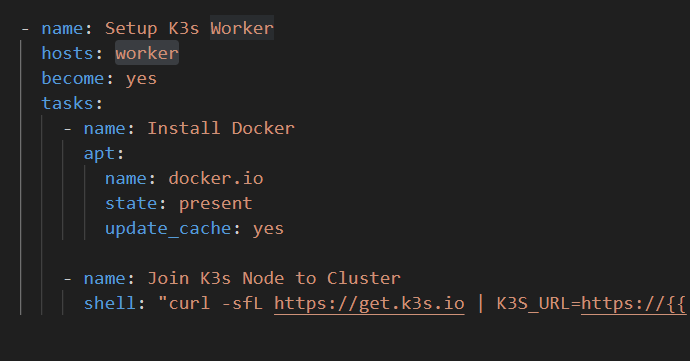 - name: Setup K3s Worker
  hosts: worker
  become: yes
  tasks:
    - name: Install Docker
      apt:
        name: docker.io
        state: present
        update_cache: yes
    - name: Join K3s Node to Cluster
      shell: "curl -sfL https://get.k3s.io | K3S_URL=https://{{